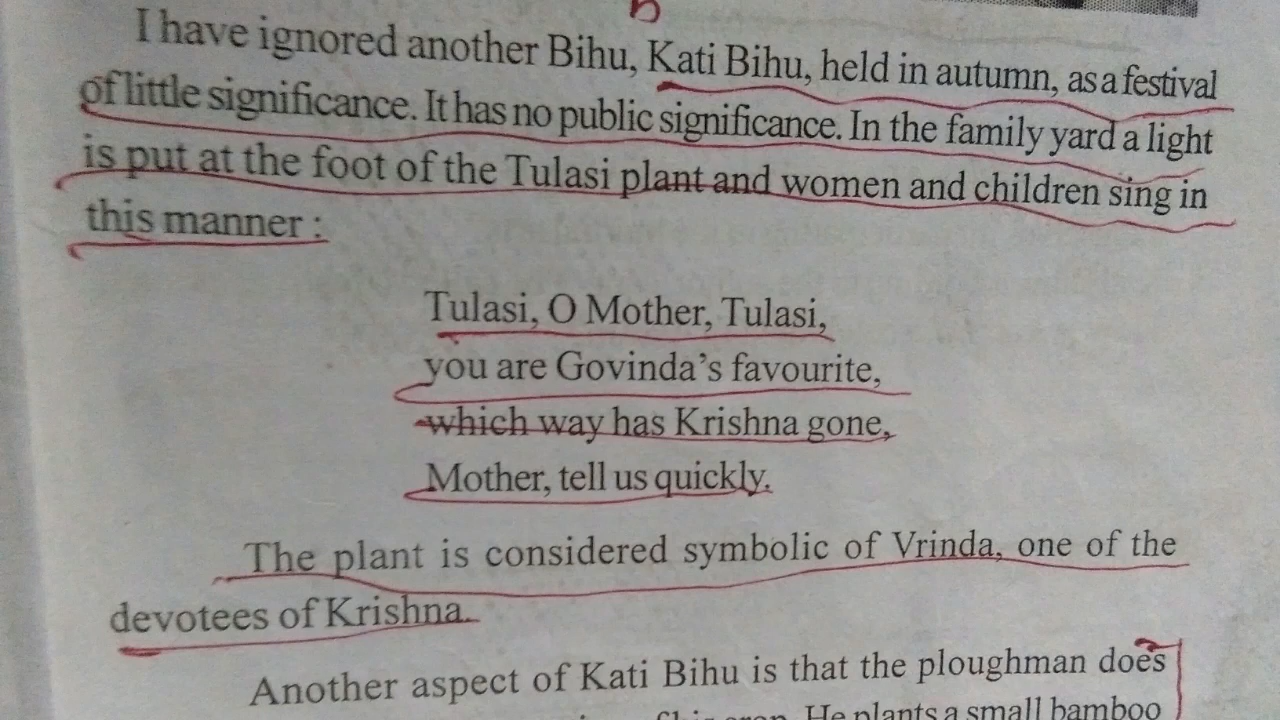 I have ignored another Bihu, Kati Bihu, held in autumn, as a festival
of little significance. It has no public significance. In the family yard a light
is put at the foot of the Tulasi plant and women and children sing in
this manner :
Tulasi, O Mother, Tulasi,
you are Govinda's favourite,
which way has Krishna gone,
Mother, tell us quickly.
The plant is considered symbolic of Vrinda, one of the
devotees of Krishna.
Another aspect of Kati Bihu is that the ploughman does
He plants a small bamboo